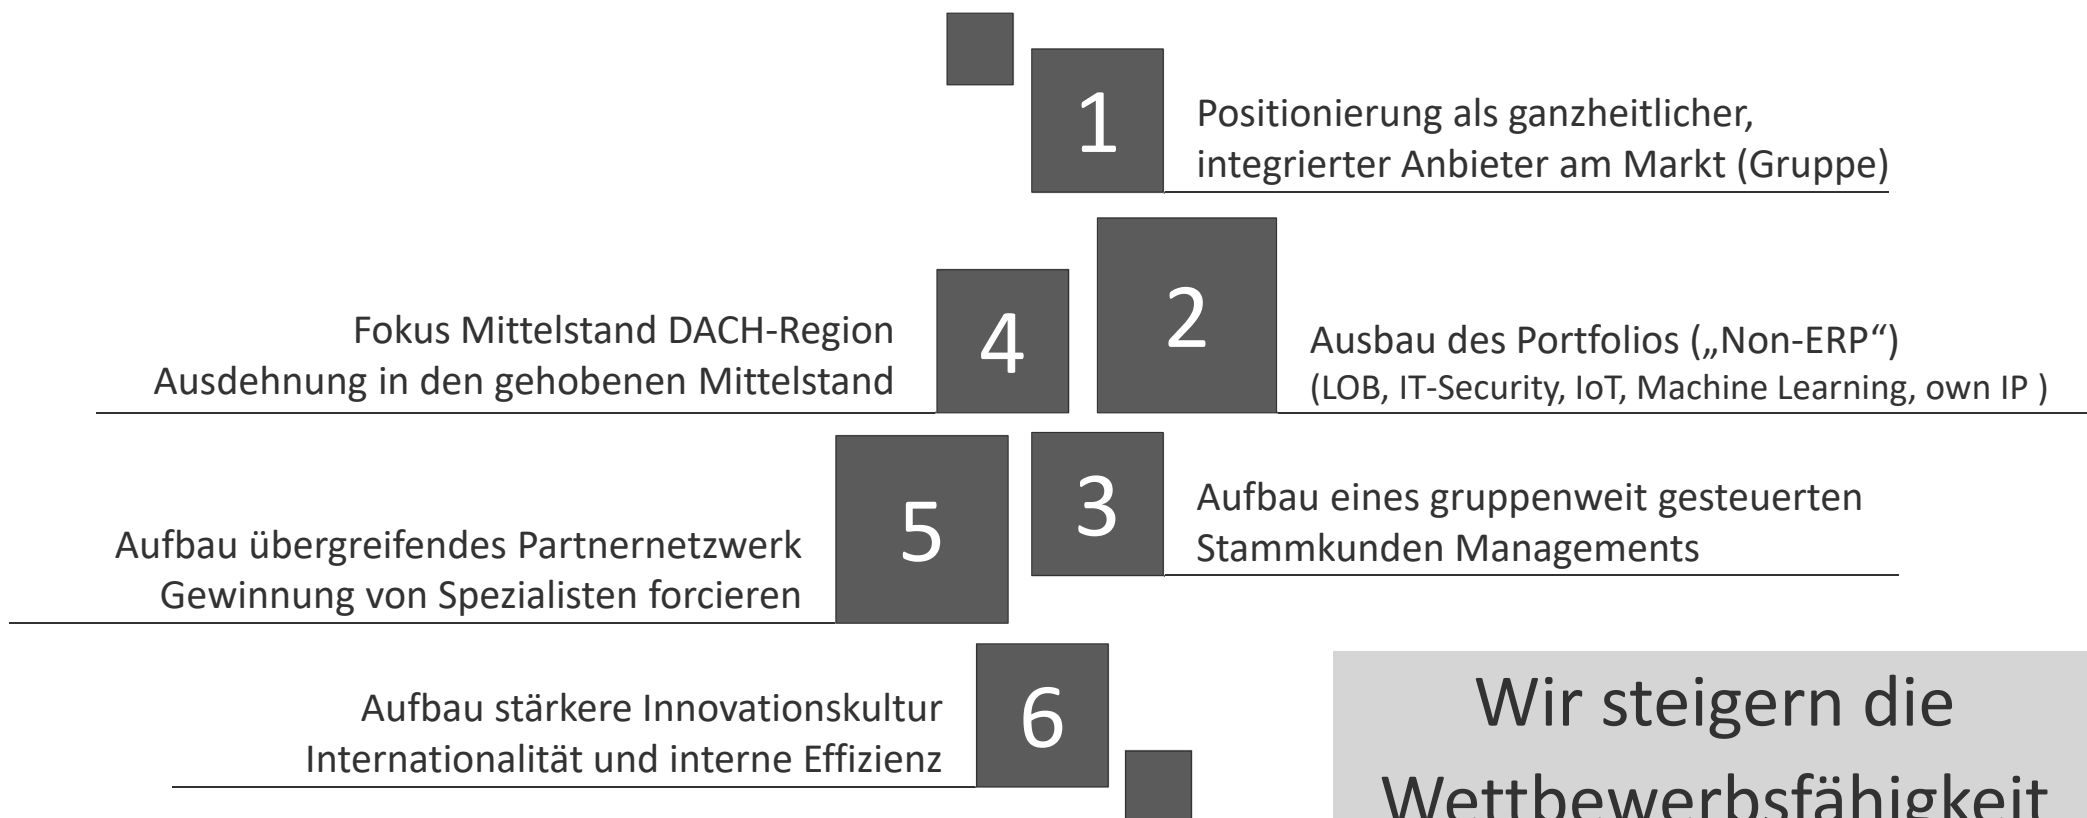 1
Positionierung als ganzheitlicher,
integrierter Anbieter am Markt (Gruppe)
2
Ausbau des Portfolios („Non-ERP“)
(LOB, IT-Security, IoT, Machine Learning, own IP )
3
Aufbau eines gruppenweit gesteuerten
Stammkunden Managements
4
Fokus Mittelstand DACH-Region
Ausdehnung in den gehobenen Mittelstand
5
Aufbau übergreifendes Partnernetzwerk
Gewinnung von Spezialisten forcieren
6
Aufbau stärkere Innovationskultur
Internationalität und interne Effizienz
Wir steigern die
Wettbewerbsfähigkeit